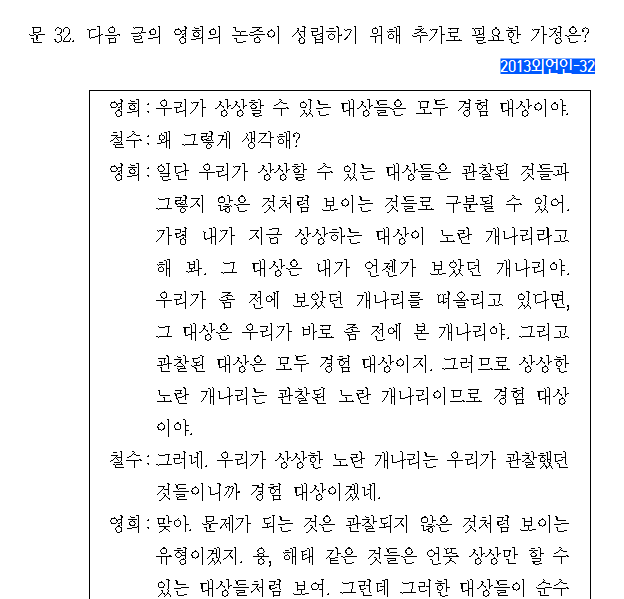 문 32. 다음 글의 영희의 논증이 성립하기 위해 추가로 필요한 가정은?
2013외언인-32
영희:우리가 상상할 수 있는 대상들은 모두 경험 대상이야.
철수:왜 그렇게 생각해?
영희:일단 우리가 상상할 수 있는 대상들은 관찰된 것들과
그렇지 않은 것처럼 보이는 것들로 구분될 수 있어.
가령 내가 지금 상상하는 대상이 노란 개나리라고
해 봐. 그 대상은 내가 언젠가 보았던 개나리야.
우리가 좀 전에 보았던 개나리를 떠올리고 있다면,
그 대상은 우리가 바로 좀 전에 본 개나리야. 그리고
관찰된 대상은 모두 경험 대상이지. 그러므로 상상한
노란 개나리는 관찰된 노란 개나리이므로 경험 대상
이야.
철수:그러네. 우리가 상상한 노란 개나리는 우리가 관찰했던
것들이니까 경험 대상이겠네.
영희:맞아. 문제가 되는 것은 관찰되지 않은 것처럼 보이는
유형이겠지. 용, 해태 같은 것들은 언뜻 상상만 할 수
있는 대상들처럼 보여. 그런데 그러한 대상들이 순수